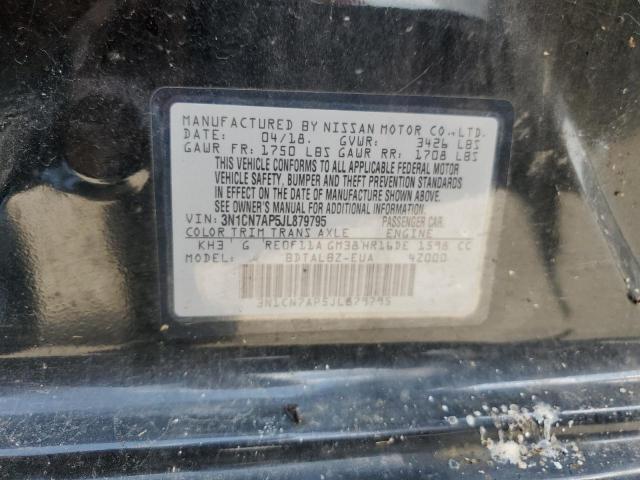 MANUFACTURED BY NISSAN MOTOR CO., LTD.
DATE: 04/18. GVWR: 3426 LBS
GAWR FR: 1750 LBS GAWR RR: 1708 LBS
THIS VEHICLE CONFORMS TO ALL APPLICABLE FEDERAL MOTOR
VEHICLE SAFETY, BUMPER, AND THEFT PREVENTION STANDARDS
IN EFFECT ON THE DATE OF MANUFACTURE SHOWN ABOVE.
SEE OWNER'S MANUAL FOR ADDITIONAL INFORMATION
VIN: 3N1CN7AP5JL879795 PASSENGER CAR
COLOR TRIM TRANS AXLE ENGINE
KH3 G RE0F11A GM38 HR16DE 1598 CC
MODEL: BDTALBZ-EUA 42000
3N1CN7AP5JL879795